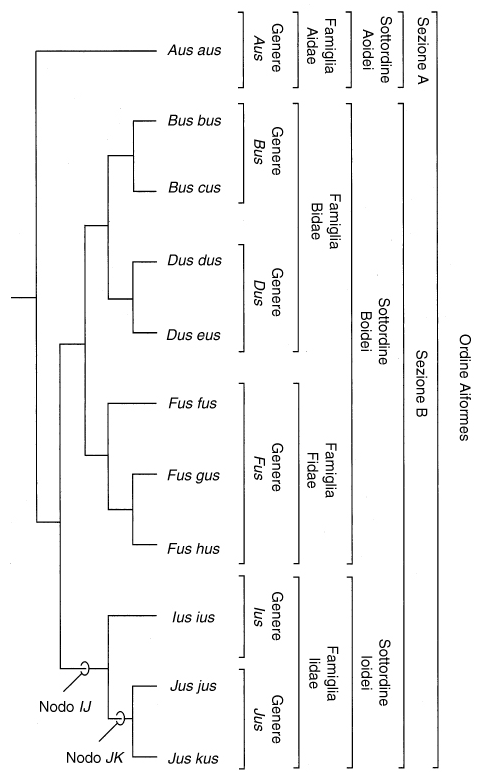 Aus aus
Bus bus
Bus cus
Dus dus
Dus eus
Fus fus
Fus gus
Fus hus
Ius ius
Jus jus
Jus kus
Nodo IJ
Nodo JK
Genere
Aus
Genere
Bus
Genere
Dus
Genere
Fus
Genere
Ius
Genere
Jus
Famiglia
Aidae
Famiglia
Bidae
Famiglia
Fidae
Famiglia
Iidae
Sottordine
Aoidei
Sottordine
Boidei
Sottordine
Ioidei
Sezione A
Sezione B
Ordine Aiformes